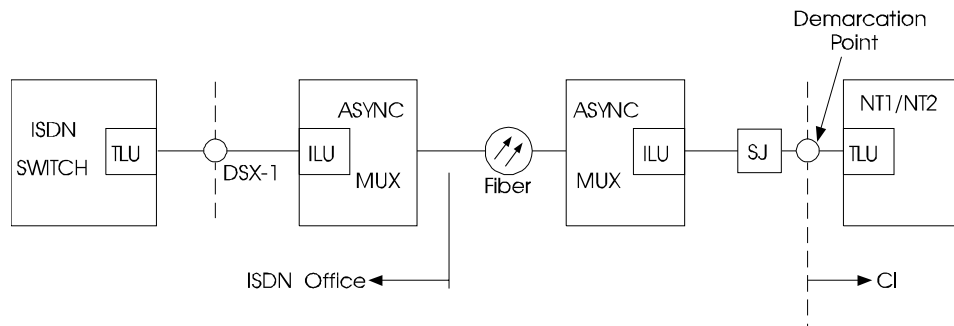 Demarcation
Point
ISDN
SWITCH
TLU
DSX-1
ILU
ASYNC
MUX
Fiber
ASYNC
MUX
ILU
SJ
TLU
NT1/NT2
ISDN Office
CI